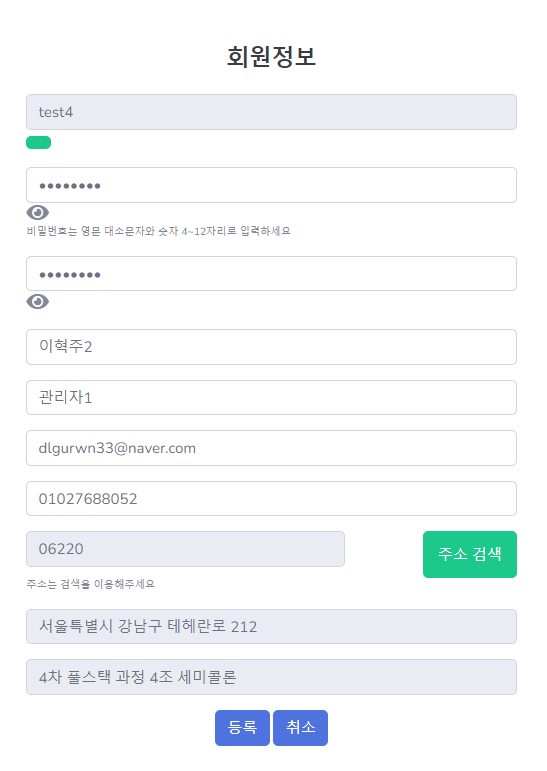 회원정보
test4
••••••••
비밀번호는 영문 대소문자와 숫자 4~12자리로 입력하세요
••••••••
이혁주2
관리자1
dlgurwn33@naver.com
01027688052
06220 주소 검색
주소는 검색을 이용해주세요
서울특별시 강남구 테헤란로 212
4차 풀스택 과정 4조 세미콜론
등록 취소